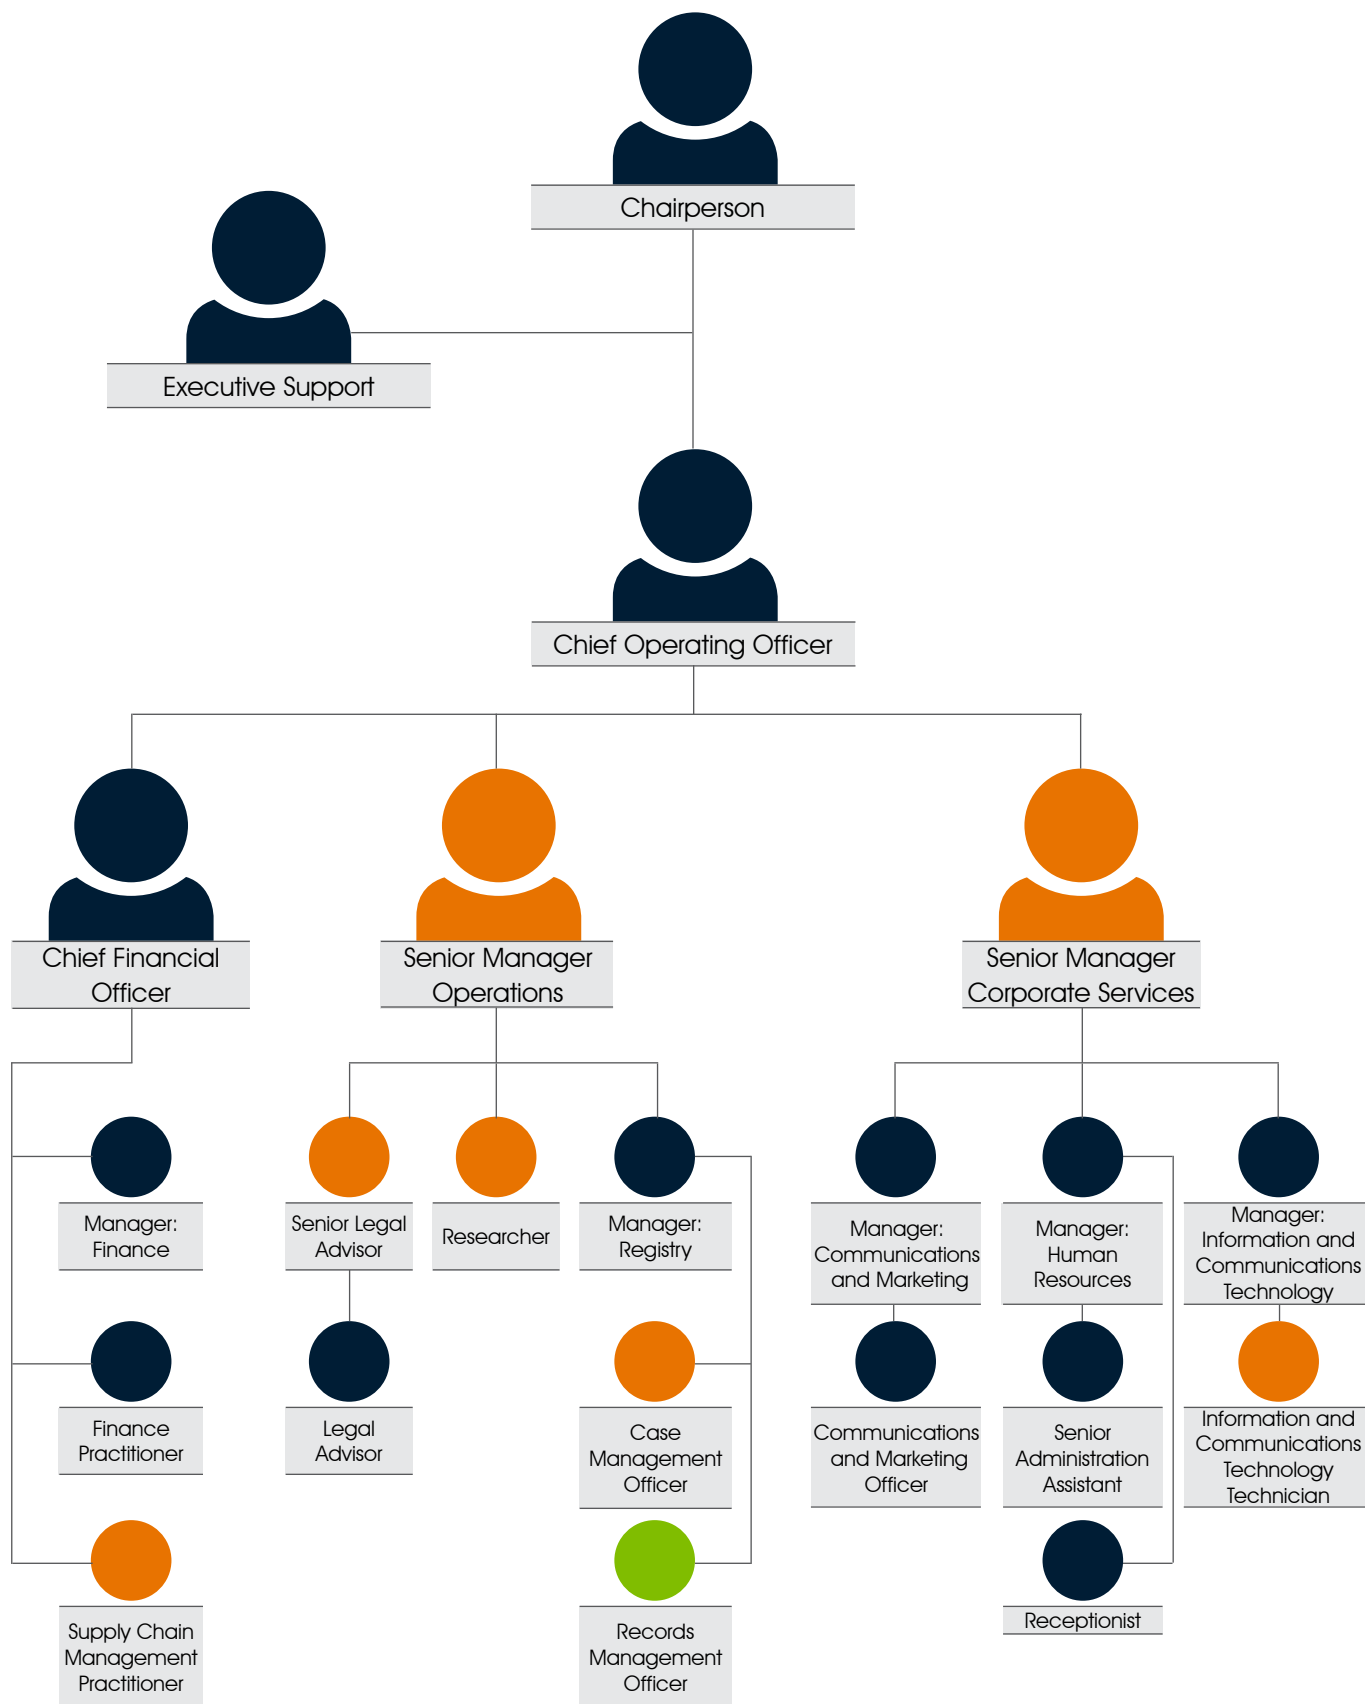 Chairperson
Executive Support
Chief Operating Officer
Chief Financial
Officer
Senior Manager
Operations
Senior Manager
Corporate Services
Manager:
Finance
Senior Legal
Advisor
Researcher
Manager:
Registry
Manager:
Communications
and Marketing
Manager:
Human
Resources
Manager:
Information and
Communications
Technology
Finance
Practitioner
Legal
Advisor
Case
Management
Officer
Communications
and Marketing
Officer
Senior
Administration
Assistant
Information and
Communications
Technology
Technician
Supply Chain
Management
Practitioner
Records
Management
Officer
Receptionist